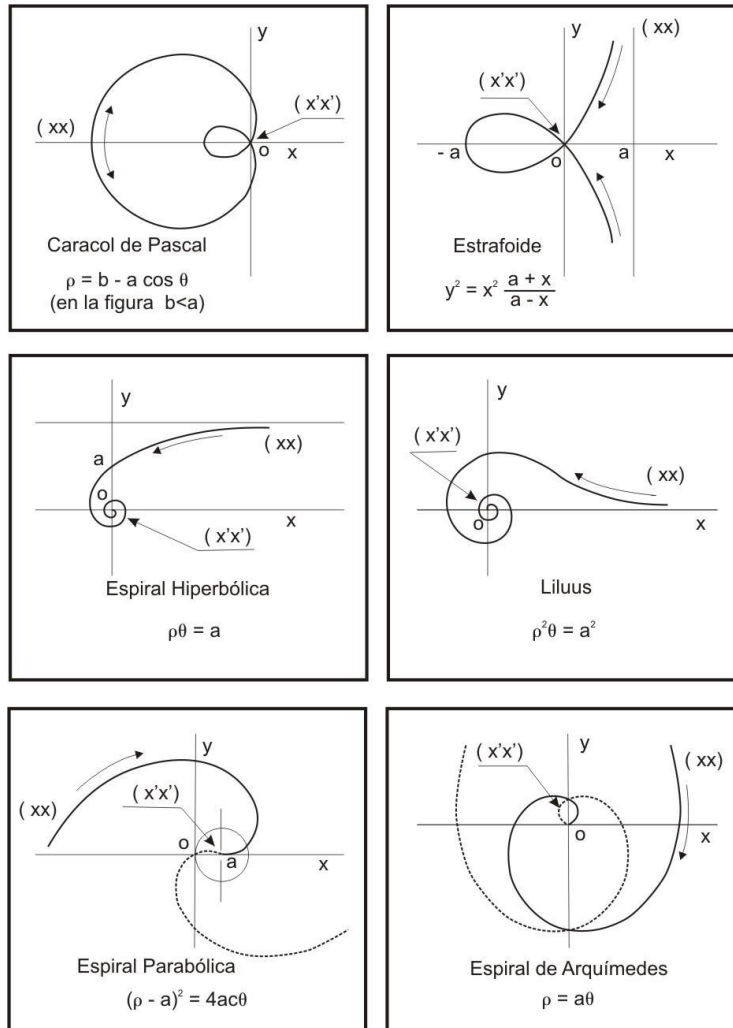 y
( x'x')
( xx)
o
x
Caracol de Pascal
ρ = b - a cos θ
(en la figura b<a)
y
( xx)
( x'x')
- a
o
a
x
Estrafoide
y² = x² a + x / a - x
y
( xx)
a
o
x
( x'x')
Espiral Hiperbólica
ρθ = a
y
( x'x')
( xx)
o
x
Liluus
ρ²θ = a²
y
( x'x')
( xx)
o
a
x
Espiral Parabólica
(ρ - a)² = 4acθ
y
( x'x')
( xx)
x
o
Espiral de Arquímedes
ρ = aθ